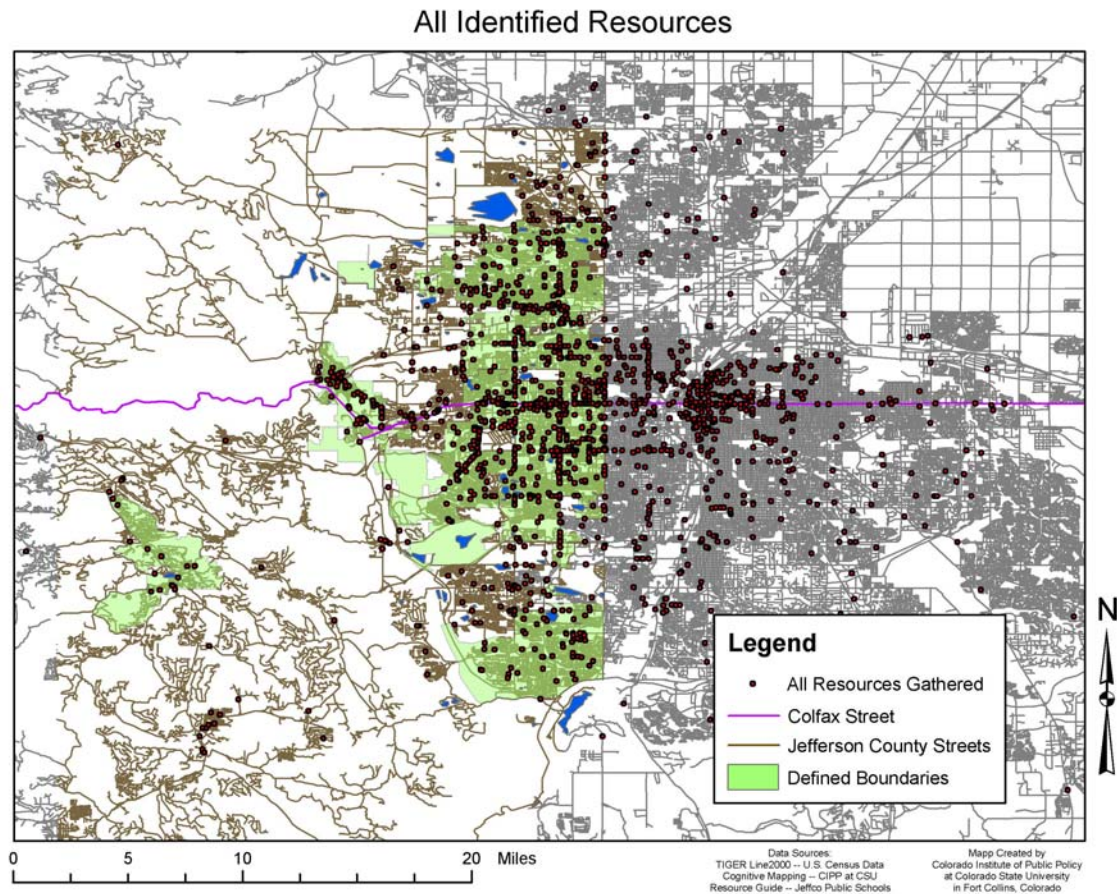 All Identified Resources
N
Legend
All Resources Gathered
Colfax Street
Jefferson County Streets
Defined Boundaries
0 5 10 20 Miles
Data Sources:
TIGER Line2000 -- U.S. Census Data
Cognitive Mapping -- CIPP at CSU
Resource Guide -- Jeffco Public Schools
Mapp Created by
Colorado Institute of Public Policy
at Colorado State University
in Fort Collins, Colorado